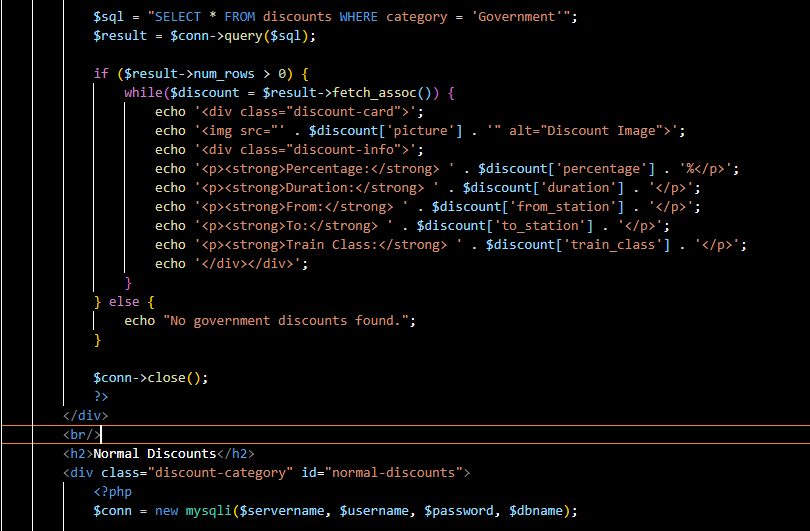 $sql = "SELECT * FROM discounts WHERE category = 'Government'";
$result = $conn->query($sql);
if ($result->num_rows > 0) {
while($discount = $result->fetch_assoc()) {
echo '<div class="discount-card">';
echo '<img src="' . $discount['picture'] . '" alt="Discount Image">';
echo '<div class="discount-info">';
echo '<p><strong>Percentage:</strong> ' . $discount['percentage'] . '%</p>';
echo '<p><strong>Duration:</strong> ' . $discount['duration'] . '</p>';
echo '<p><strong>From:</strong> ' . $discount['from_station'] . '</p>';
echo '<p><strong>To:</strong> ' . $discount['to_station'] . '</p>';
echo '<p><strong>Train Class:</strong> ' . $discount['train_class'] . '</p>';
echo '</div></div>';
}
} else {
echo "No government discounts found.";
}
$conn->close();
?>
</div>
<br/>
<h2>Normal Discounts</h2>
<div class="discount-category" id="normal-discounts">
<?php
$conn = new mysqli($servername, $username, $password, $dbname);